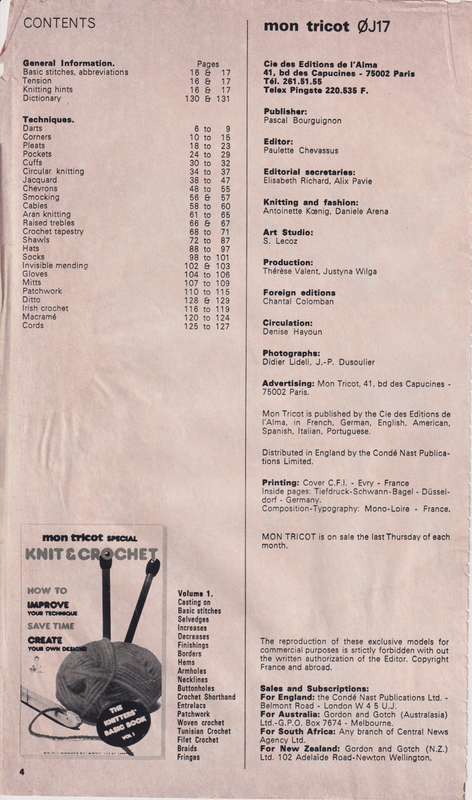 CONTENTS
General Information. Pages
Basic stitches, abbreviations 16 & 17
Tension 16 & 17
Knitting hints 16 & 17
Dictionary 130 & 131
Techniques.
Darts 6 to 9
Corners 10 to 15
Pleats 18 to 23
Pockets 24 to 29
Cuffs 30 to 32
Circular knitting 34 to 37
Jacquard 38 to 47
Chevrons 48 to 55
Smocking 56 & 57
Cables 58 to 60
Aran knitting 61 to 65
Raised trebles 66 & 67
Crochet tapestry 68 to 71
Shawls 72 to 87
Hats 88 to 97
Socks 98 to 101
Invisible mending 102 & 103
Gloves 104 to 106
Mitts 107 to 109
Patchwork 110 to 115
Ditto 128 & 129
Irish crochet 116 to 119
Macramé 120 to 124
Cords 125 to 127
mon tricot SPECIAL
KNIT & CROCHET
HOW TO
IMPROVE
YOUR TECHNIQUE
SAVE TIME
CREATE
YOUR OWN DESIGNS
THE
KNITTERS'
BASIC BOOK
VOL 1
Volume 1.
Casting on
Basic stitches
Selvedges
Increases
Decreases
Finishings
Borders
Hems
Armholes
Necklines
Buttonholes
Crochet Shorthand
Entrelace
Patchwork
Woven crochet
Tunisian Crochet
Filet Crochet
Braids
Fringes
4
mon tricot ØJ17
Cie des Editions de l'Alma
41, bd des Capucines - 75002 Paris
Tél. 261.51.55
Telex Pingste 220.535 F.
Publisher:
Pascal Bourguignon
Editor:
Paulette Chevassus
Editorial secretaries:
Elisabeth Richard, Alix Pavie
Knitting and fashion:
Antoinette Kœnig, Daniele Arena
Art Studio:
S. Lecoz
Production:
Thérèse Valent, Justyna Wilga
Foreign editions
Chantal Colomban
Circulation:
Denise Hayoun
Photographs:
Didier Lidell, J.-P. Dusoulier
Advertising: Mon Tricot, 41, bd des Capucines -
75002 Paris.
Mon Tricot is published by the Cie des Editions de
l'Alma, in French, German, English, American,
Spanish, Italian, Portuguese.
Distributed in England by the Condé Nast Publica-
tions Limited.
Printing: Cover C.F.I. - Evry - France
Inside pages: Tiefdruck-Schwann-Bagel - Düssel-
dorf - Germany.
Composition-Typography: Mono-Loire - France.
MON TRICOT is on sale the last Thursday of each
month.
The reproduction of these exclusive models for
commercial purposes is srtictly forbidden with out
the written authorization of the Editor. Copyright
France and abroad.
Sales and Subscriptions:
For England: the Condé Nast Publications Ltd. -
Belmont Road - London W 4 5 U.J.
For Australia: Gordon and Gotch (Australasia)
Ltd.-G.P.O. Box 7674 - Melbourne.
For South Africa: Any branch of Central News
Agency Ltd.
For New Zealand: Gordon and Gotch (N.Z.)
Ltd. 102 Adelaide Road-Newton Wellington.